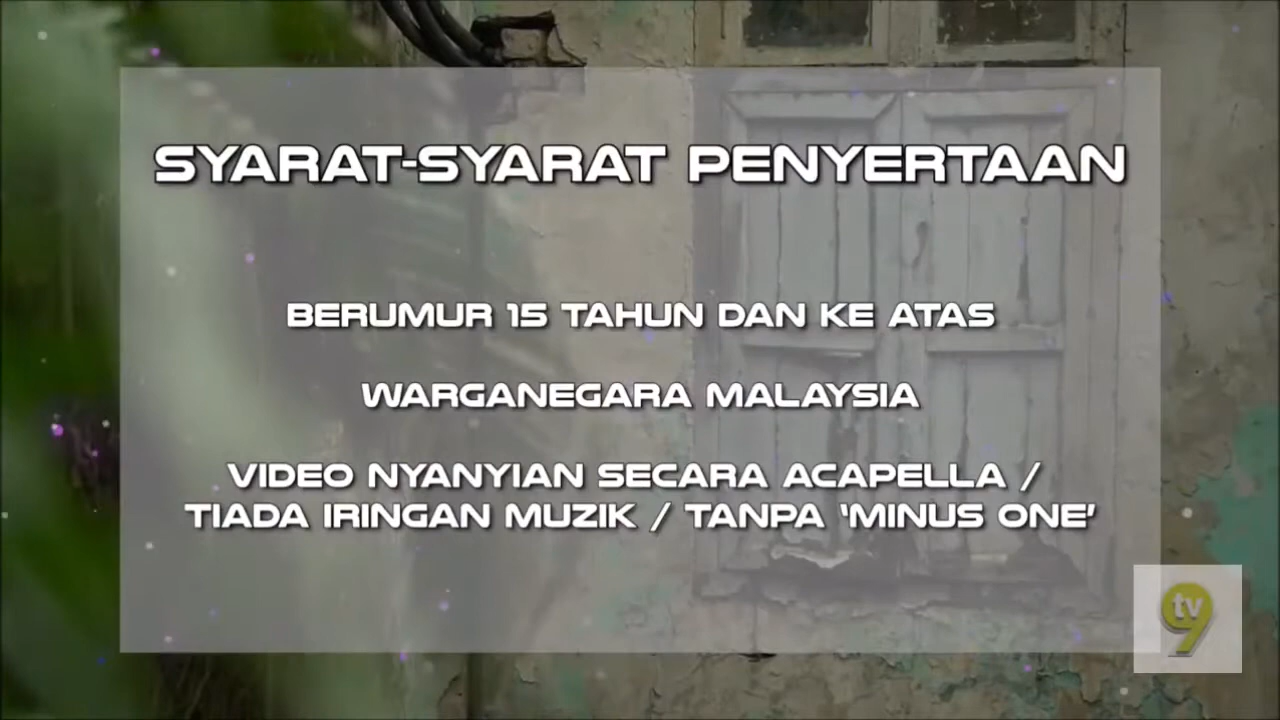 SYARAT-SYARAT PENYERTAAN
BERUMUR 15 TAHUN DAN KE ATAS
WARGANEGARA MALAYSIA
VIDEO NYANYIAN SECARA ACAPELLA /
TIADA IRINGAN MUZIK / TANPA ‘MINUS ONE’
tv9